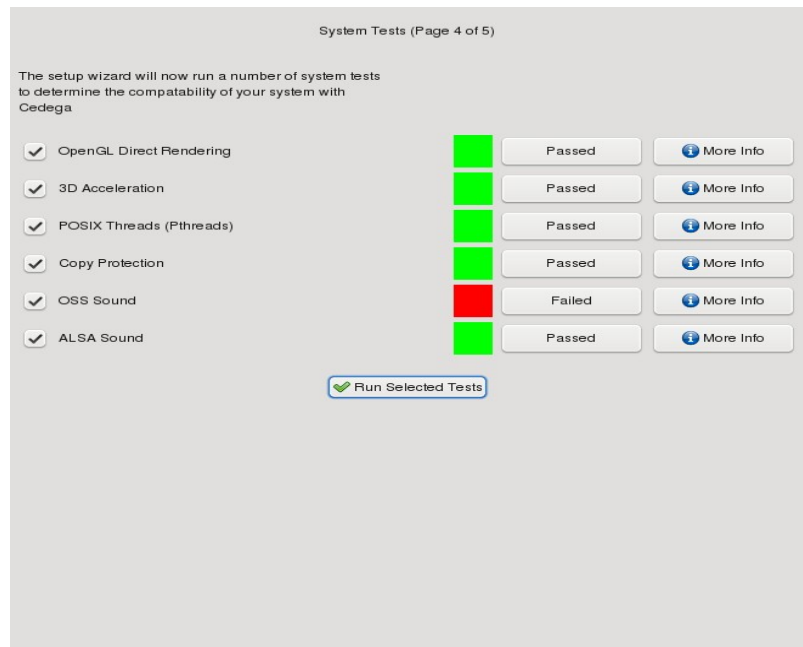 System Tests (Page 4 of 5)
The setup wizard will now run a number of system tests
to determine the compatability of your system with
Cedega
OpenGL Direct Rendering Passed More Info
3D Acceleration Passed More Info
POSIX Threads (Pthreads) Passed More Info
Copy Protection Passed More Info
OSS Sound Failed More Info
ALSA Sound Passed More Info
Run Selected Tests